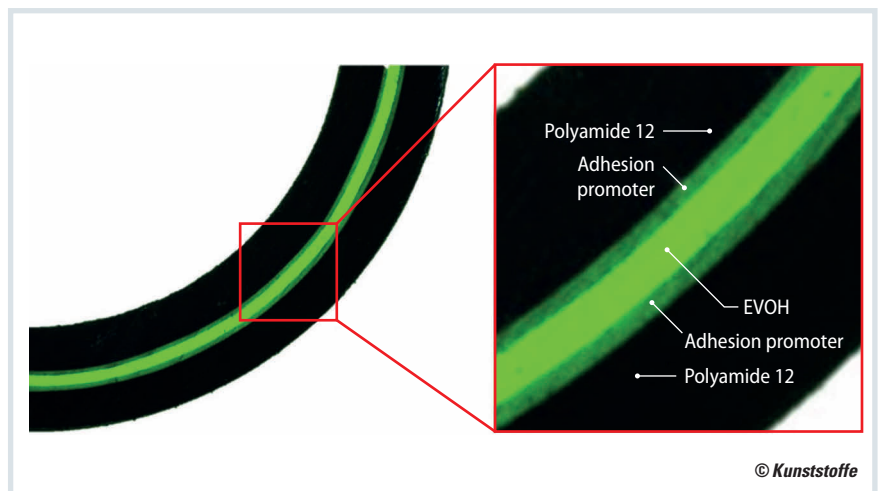 Polyamide 12
Adhesion
promoter
EVOH
Adhesion promoter
Polyamide 12
© Kunststoffe